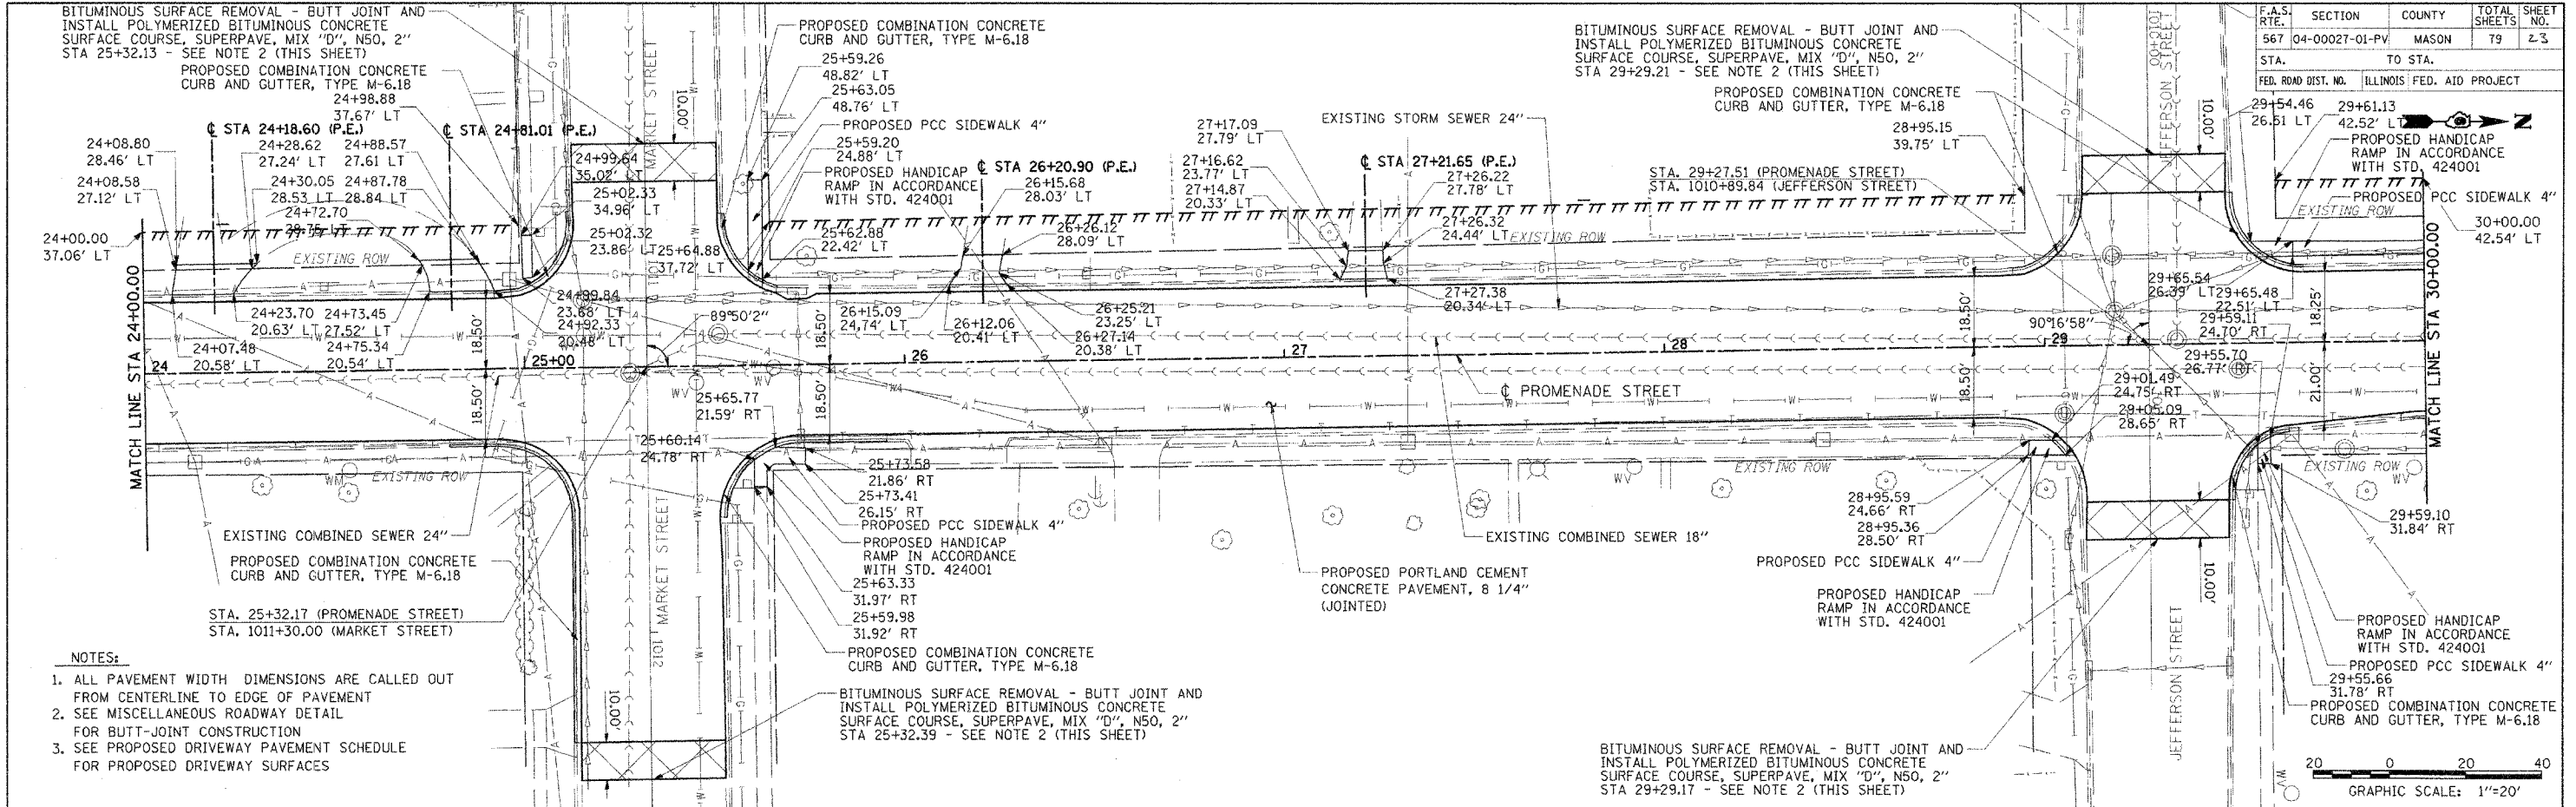 BITUMINOUS SURFACE REMOVAL - BUTT JOINT AND
INSTALL POLYMERIZED BITUMINOUS CONCRETE
SURFACE COURSE, SUPERPAVE, MIX "D", N50, 2"
STA 25+32.13 - SEE NOTE 2 (THIS SHEET)
PROPOSED COMBINATION CONCRETE
CURB AND GUTTER, TYPE M-6.18
24+98.88
37.67' LT
℄ STA 24+18.60 (P.E.)
℄ STA 24+81.01 (P.E.)
24+08.80
28.46' LT
24+08.58
27.12' LT
24+28.62
27.24' LT
24+88.57
27.61' LT
24+30.05
28.53 LT
24+87.78
28.84 LT
24+72.70
24+00.00
37.06' LT
EXISTING ROW
24+23.70
20.63' LT
24+73.45
27.52' LT
24+07.48
20.58' LT
24+75.34
20.54' LT
MATCH LINE STA 24+00.00
24
18.50'
18.50'
25+00
24+99.64
35.02' LT
25+02.33
34.96' LT
25+02.32
23.86' LT
25+64.88
37.72' LT
24+99.84
23.68' LT
24+92.33
20.48' LT
89°50'2"
MARKET STREET
10.00'
1011
PROPOSED COMBINATION CONCRETE
CURB AND GUTTER, TYPE M-6.18
25+59.26
48.82' LT
25+63.05
48.76' LT
PROPOSED PCC SIDEWALK 4"
25+59.20
24.88' LT
PROPOSED HANDICAP
RAMP IN ACCORDANCE
WITH STD. 424001
25+62.88
22.42' LT
℄ STA 26+20.90 (P.E.)
26+15.68
28.03' LT
26+26.12
28.09' LT
26+15.09
24.74' LT
26+12.06
20.41' LT
26+25.21
23.25' LT
26+27.14
20.38' LT
18.50'
18.50'
26
27
28
29
27+17.09
27.79' LT
27+16.62
23.77' LT
27+14.87
20.33' LT
EXISTING STORM SEWER 24"
℄ STA 27+21.65 (P.E.)
27+26.22
27.78' LT
27+26.32
24.44' LT
EXISTING ROW
27+27.38
20.34' LT
℄ PROMENADE STREET
BITUMINOUS SURFACE REMOVAL - BUTT JOINT AND
INSTALL POLYMERIZED BITUMINOUS CONCRETE
SURFACE COURSE, SUPERPAVE, MIX "D", N50, 2"
STA 29+29.21 - SEE NOTE 2 (THIS SHEET)
PROPOSED COMBINATION CONCRETE
CURB AND GUTTER, TYPE M-6.18
28+95.15
39.75' LT
STA. 29+27.51 (PROMENADE STREET)
STA. 1010+89.84 (JEFFERSON STREET)
18.50'
18.50'
1010+00
JEFFERSON STREET
10.00'
F.A.S. RTE. SECTION COUNTY TOTAL SHEETS SHEET NO.
567 04-00027-01-PV MASON 79 23
STA. TO STA.
FED. ROAD DIST. NO. ILLINOIS FED. AID PROJECT
29+54.46
26.51 LT
29+61.13
42.52' LT
N
PROPOSED HANDICAP
RAMP IN ACCORDANCE
WITH STD. 424001
PROPOSED PCC SIDEWALK 4"
EXISTING ROW
30+00.00
42.54' LT
29+65.54
26.39' LT
29+65.48
22.51' LT
29+59.11
24.70' RT
90°16'58"
29+55.70
26.77' RT
18.25'
21.00'
MATCH LINE STA 30+00.00
29+01.49
24.75' RT
29+05.09
28.65' RT
25+65.77
21.59' RT
25+60.14
24.78' RT
25+73.58
21.86' RT
25+73.41
26.15' RT
PROPOSED PCC SIDEWALK 4"
PROPOSED HANDICAP
RAMP IN ACCORDANCE
WITH STD. 424001
25+63.33
31.97' RT
25+59.98
31.92' RT
PROPOSED COMBINATION CONCRETE
CURB AND GUTTER, TYPE M-6.18
BITUMINOUS SURFACE REMOVAL - BUTT JOINT AND
INSTALL POLYMERIZED BITUMINOUS CONCRETE
SURFACE COURSE, SUPERPAVE, MIX "D", N50, 2"
STA 25+32.39 - SEE NOTE 2 (THIS SHEET)
EXISTING ROW
EXISTING COMBINED SEWER 24"
PROPOSED COMBINATION CONCRETE
CURB AND GUTTER, TYPE M-6.18
STA. 25+32.17 (PROMENADE STREET)
STA. 1011+30.00 (MARKET STREET)
MARKET STREET
1012
10.00'
NOTES:
1. ALL PAVEMENT WIDTH DIMENSIONS ARE CALLED OUT
FROM CENTERLINE TO EDGE OF PAVEMENT
2. SEE MISCELLANEOUS ROADWAY DETAIL
FOR BUTT-JOINT CONSTRUCTION
3. SEE PROPOSED DRIVEWAY PAVEMENT SCHEDULE
FOR PROPOSED DRIVEWAY SURFACES
EXISTING COMBINED SEWER 18"
PROPOSED PORTLAND CEMENT
CONCRETE PAVEMENT, 8 1/4"
(JOINTED)
EXISTING ROW
28+95.59
24.66' RT
28+95.36
28.50' RT
PROPOSED PCC SIDEWALK 4"
PROPOSED HANDICAP
RAMP IN ACCORDANCE
WITH STD. 424001
BITUMINOUS SURFACE REMOVAL - BUTT JOINT AND
INSTALL POLYMERIZED BITUMINOUS CONCRETE
SURFACE COURSE, SUPERPAVE, MIX "D", N50, 2"
STA 29+29.17 - SEE NOTE 2 (THIS SHEET)
JEFFERSON STREET
10.00'
EXISTING ROW
29+59.10
31.84' RT
PROPOSED HANDICAP
RAMP IN ACCORDANCE
WITH STD. 424001
PROPOSED PCC SIDEWALK 4"
29+55.66
31.78' RT
PROPOSED COMBINATION CONCRETE
CURB AND GUTTER, TYPE M-6.18
20 0 20 40
GRAPHIC SCALE: 1"=20'